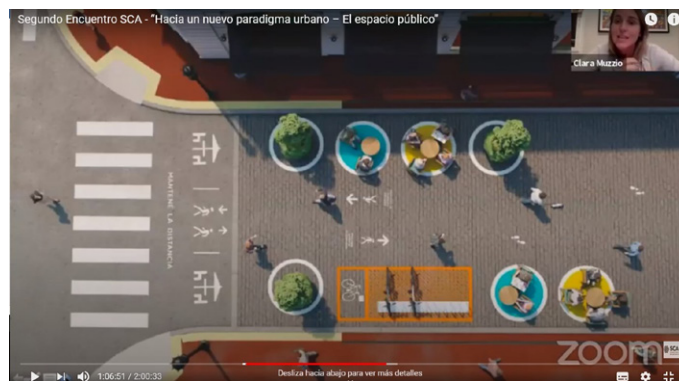 Segundo Encuentro SCA - "Hacia un nuevo paradigma urbano – El espacio público"
Clara Muzzio
MANTENÉ LA DISTANCIA
zoom
SCA
1:06:51 / 2:00:33
Desliza hacia abajo para ver más detalles